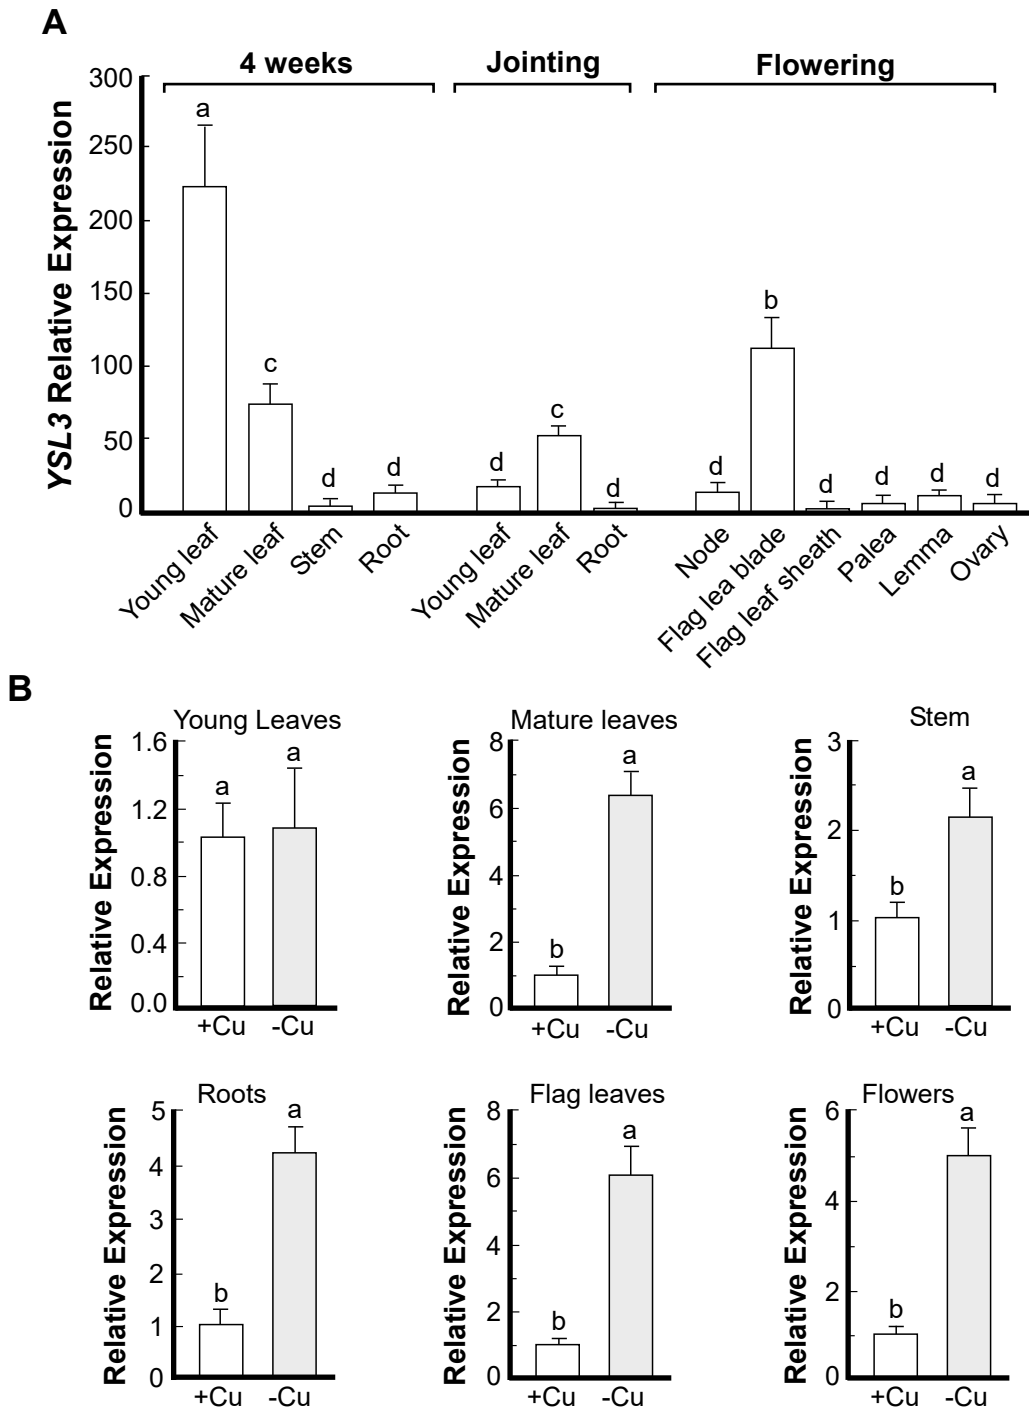 A
4 weeks
Jointing
Flowering
YSL3 Relative Expression
300
250
200
150
100
50
0
a
c
d
d
d
c
d
d
b
d
d
d
d
Young leaf
Mature leaf
Stem
Root
Young leaf
Mature leaf
Root
Node
Flag lea blade
Flag leaf sheath
Palea
Lemma
Ovary
B
Young Leaves
Relative Expression
1.6
1.2
0.8
0.4
0.0
a
a
+Cu
-Cu
Mature leaves
Relative Expression
8
6
4
2
0
b
a
+Cu
-Cu
Stem
Relative Expression
3
2
1
0
b
a
+Cu
-Cu
Roots
Relative Expression
5
4
3
2
1
0
b
a
+Cu
-Cu
Flag leaves
Relative Expression
8
6
4
2
0
b
a
+Cu
-Cu
Flowers
Relative Expression
6
4
2
0
b
a
+Cu
-Cu